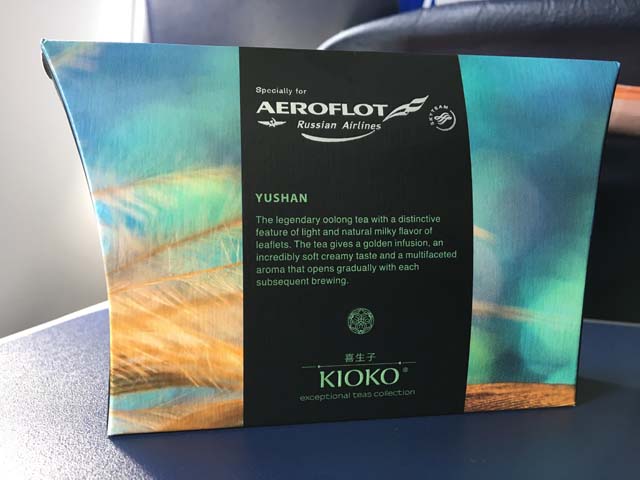 Specially for
AEROFLOT
Russian Airlines
SKYTEAM
YUSHAN
The legendary oolong tea with a distinctive
feature of light and natural milky flavor of
leaflets. The tea gives a golden infusion, an
incredibly soft creamy taste and a multifaceted
aroma that opens gradually with each
subsequent brewing.
喜生子
KIOKO®
exceptional teas collection